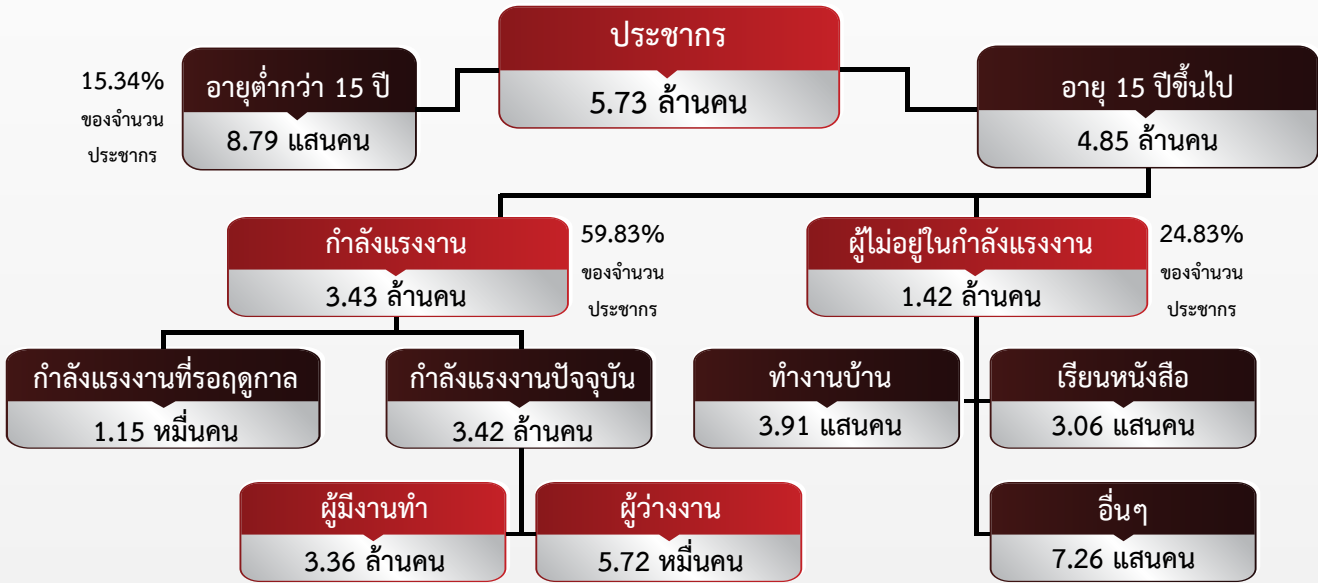 ประชากร
5.73 ล้านคน
15.34%
ของจำนวน
ประชากร
อายุต่ำกว่า 15 ปี
8.79 แสนคน
อายุ 15 ปีขึ้นไป
4.85 ล้านคน
กำลังแรงงาน
3.43 ล้านคน
59.83%
ของจำนวน
ประชากร
ผู้ไม่อยู่ในกำลังแรงงาน
1.42 ล้านคน
24.83%
ของจำนวน
ประชากร
กำลังแรงงานที่รอฤดูกาล
1.15 หมื่นคน
กำลังแรงงานปัจจุบัน
3.42 ล้านคน
ทำงานบ้าน
3.91 แสนคน
เรียนหนังสือ
3.06 แสนคน
ผู้มีงานทำ
3.36 ล้านคน
ผู้ว่างงาน
5.72 หมื่นคน
อื่นๆ
7.26 แสนคน